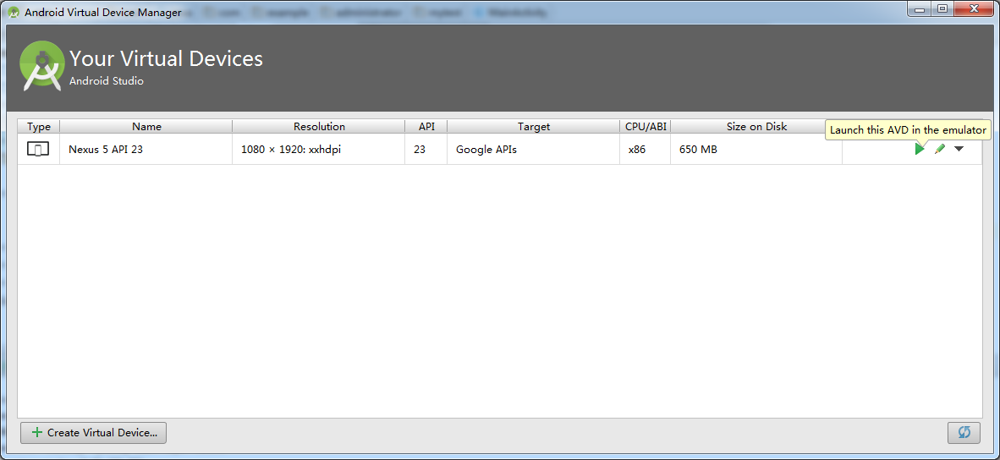 Android Virtual Device Manager
Your Virtual Devices
Android Studio
Type Name Resolution API Target CPU/ABI Size on Disk
Launch this AVD in the emulator
Nexus 5 API 23 1080 × 1920: xxhdpi 23 Google APIs x86 650 MB
Create Virtual Device...